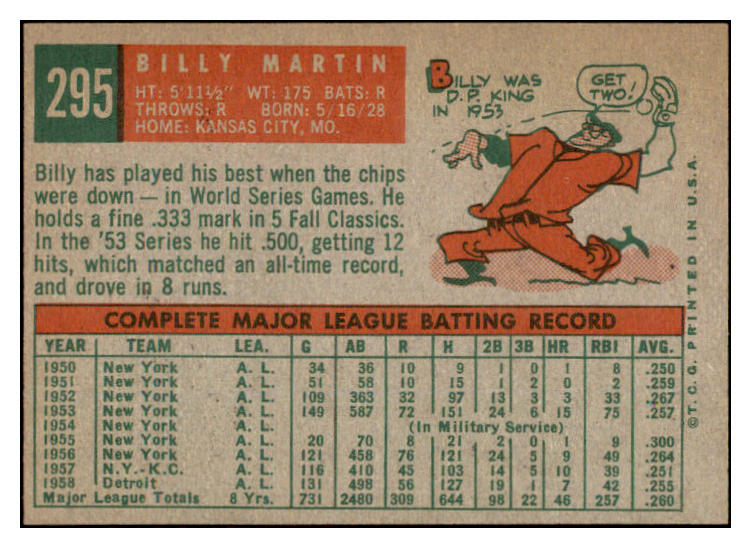 295
BILLY MARTIN
HT: 5'11½" WT: 175 BATS: R
THROWS: R BORN: 5/16/28
HOME: KANSAS CITY, MO.
BILLY WAS
D.P. KING
IN 1953
GET
TWO!
Billy has played his best when the chips
were down — in World Series Games. He
holds a fine .333 mark in 5 Fall Classics.
In the '53 Series he hit .500, getting 12
hits, which matched an all-time record,
and drove in 8 runs.
COMPLETE MAJOR LEAGUE BATTING RECORD
YEAR TEAM LEA. G AB R H 2B 3B HR RBI AVG.
1950 New York A. L. 34 36 10 9 1 0 1 8 .250
1951 New York A. L. 51 58 10 15 1 2 0 2 .259
1952 New York A. L. 109 363 32 97 13 3 3 33 .267
1953 New York A. L. 149 587 72 151 24 6 15 75 .257
1954 New York A. L. (In Military Service)
1955 New York A. L. 20 70 8 21 2 0 1 9 .300
1956 New York A. L. 121 458 76 121 24 5 9 49 .264
1957 N.Y.-K.C. A. L. 116 410 45 103 14 5 10 39 .251
1958 Detroit A. L. 131 498 56 127 19 1 7 42 .255
Major League Totals 8 Yrs. 731 2480 309 644 98 22 46 257 .260
©T.C.G. PRINTED IN U.S.A.